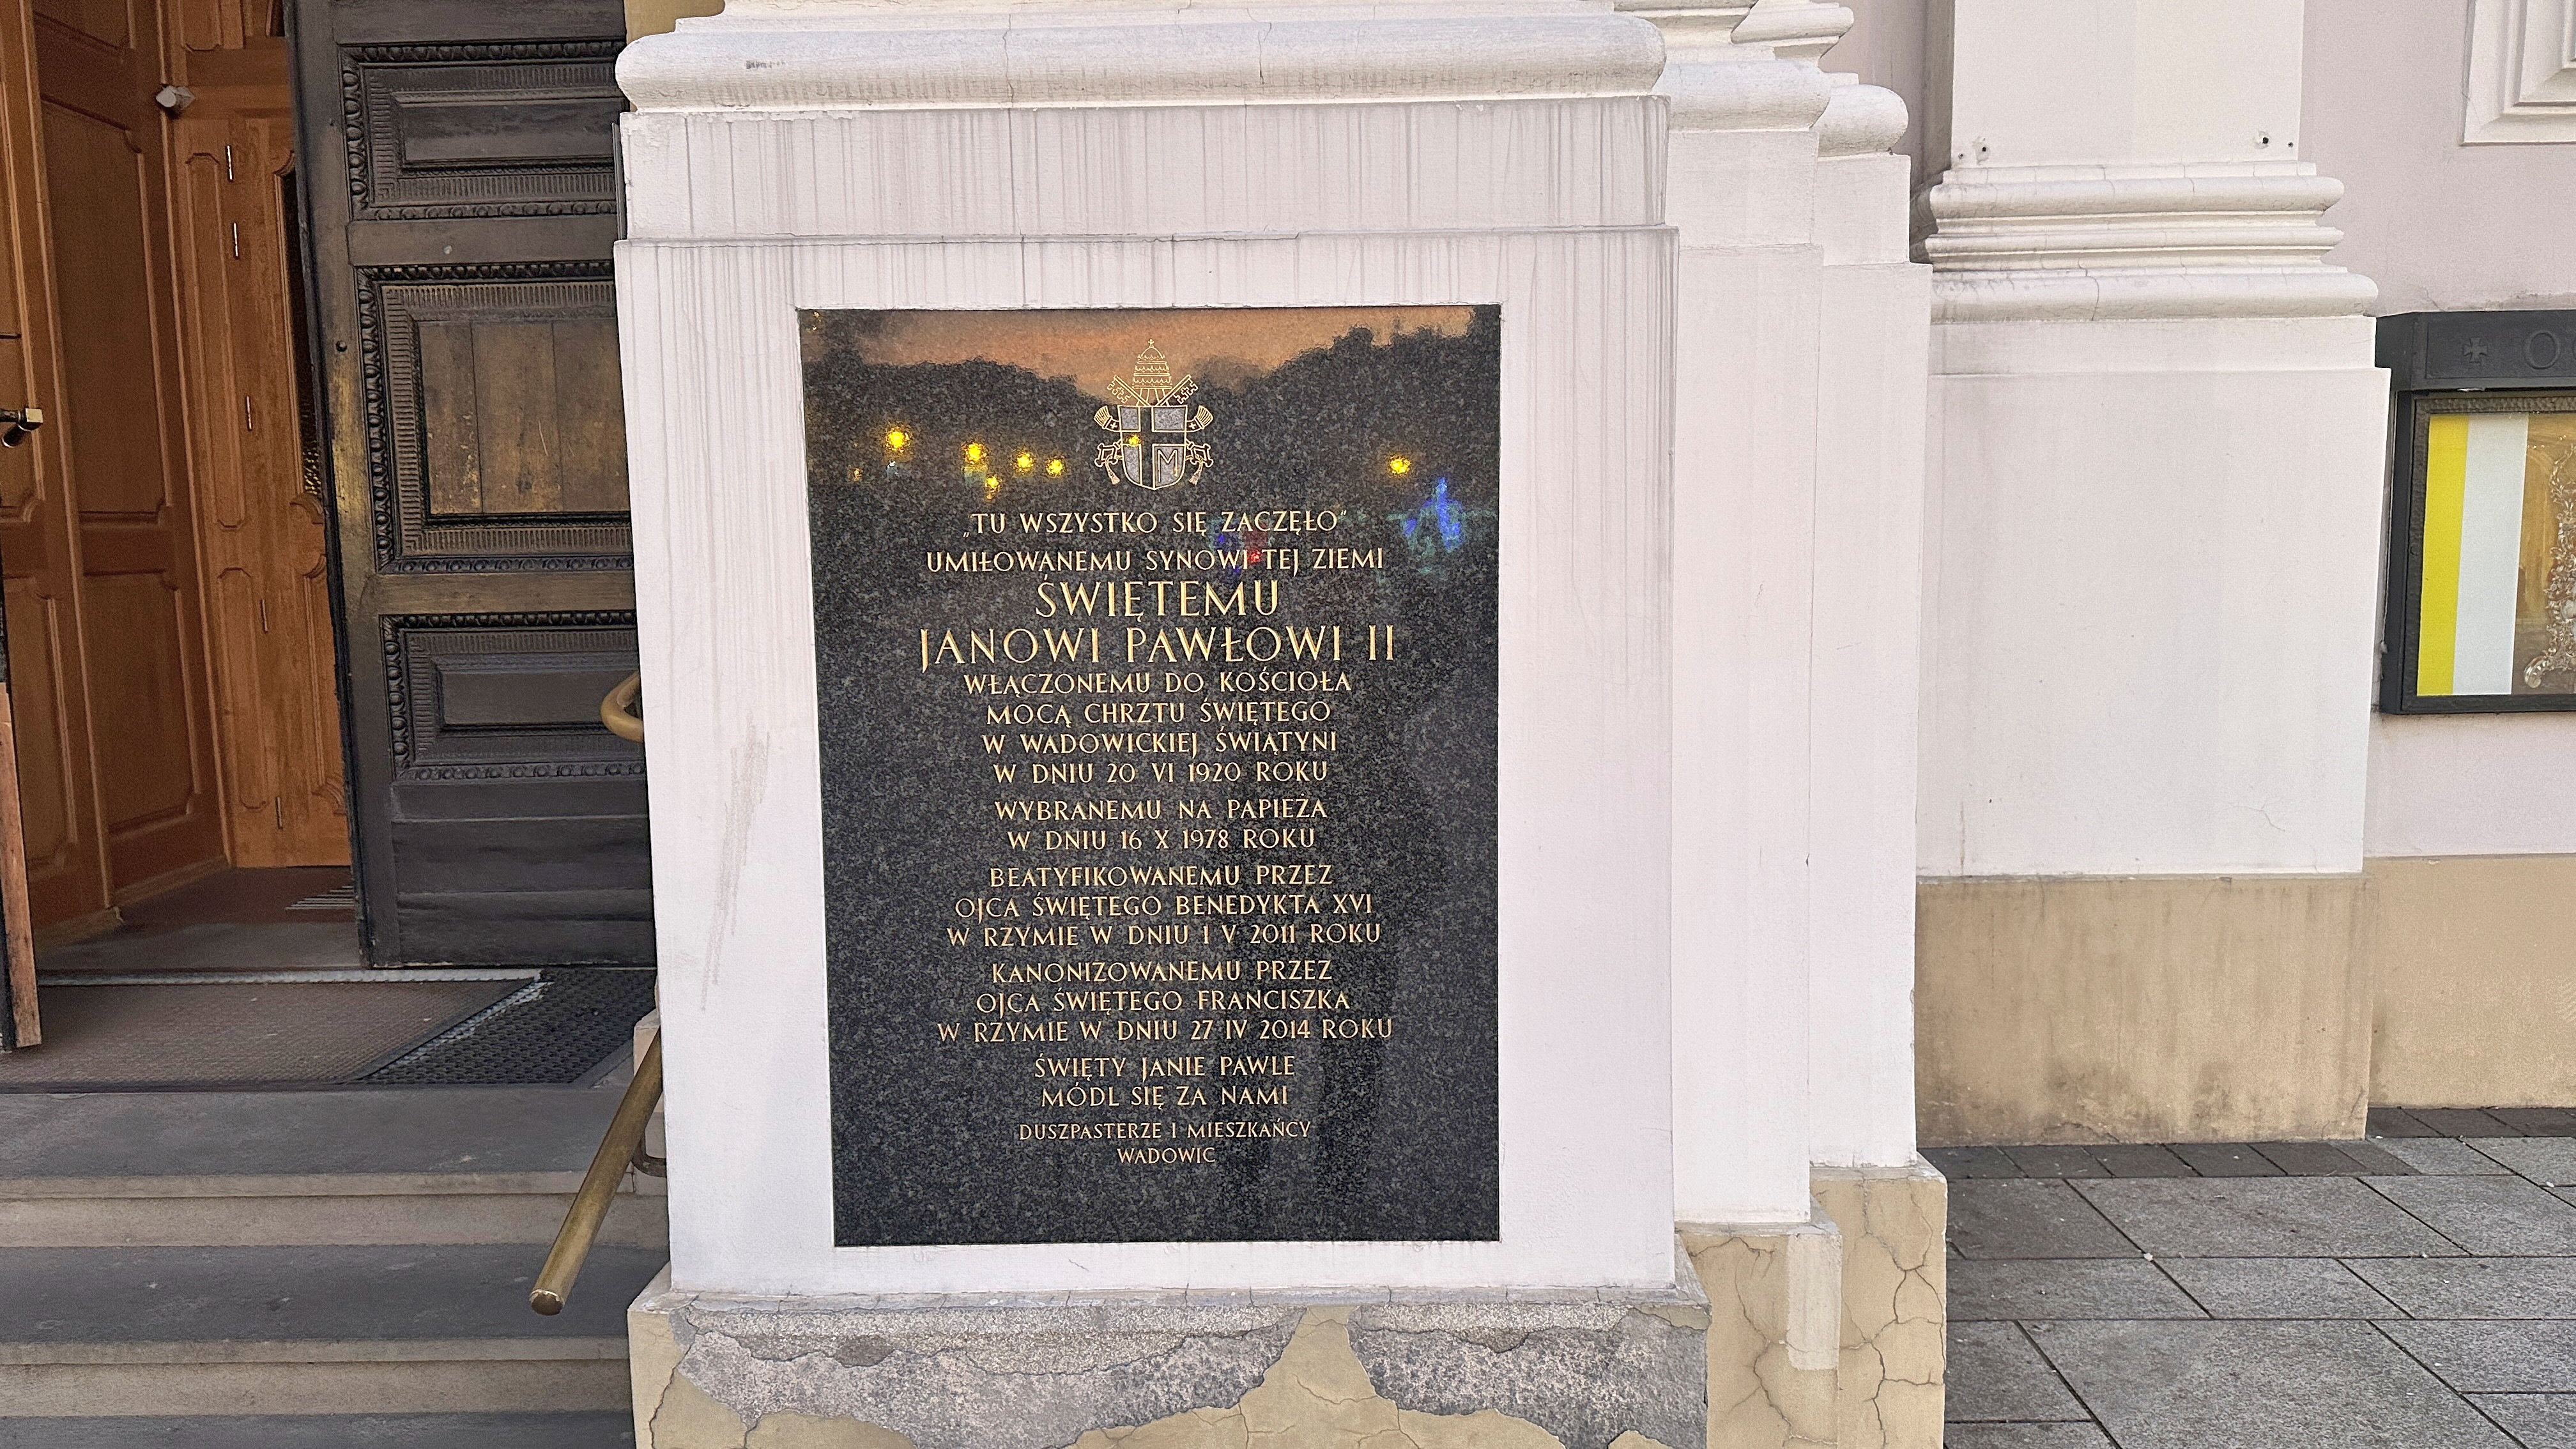 M
„TU WSZYSTKO SIĘ ZACZĘŁO”
UMIŁOWANEMU SYNOWI TEJ ZIEMI
ŚWIĘTEMU
JANOWI PAWŁOWI II
WŁĄCZONEMU DO KOŚCIOŁA
MOCĄ CHRZTU ŚWIĘTEGO
W WADOWICKIEJ ŚWIĄTYNI
W DNIU 20 VI 1920 ROKU
WYBRANEMU NA PAPIEŻA
W DNIU 16 X 1978 ROKU
BEATYFIKOWANEMU PRZEZ
OJCA ŚWIĘTEGO BENEDYKTA XVI
W RZYMIE W DNIU 1 V 2011 ROKU
KANONIZOWANEMU PRZEZ
OJCA ŚWIĘTEGO FRANCISZKA
W RZYMIE W DNIU 27 IV 2014 ROKU
ŚWIĘTY JANIE PAWLE
MÓDL SIĘ ZA NAMI
DUSZPASTERZE I MIESZKAŃCY
WADOWIC